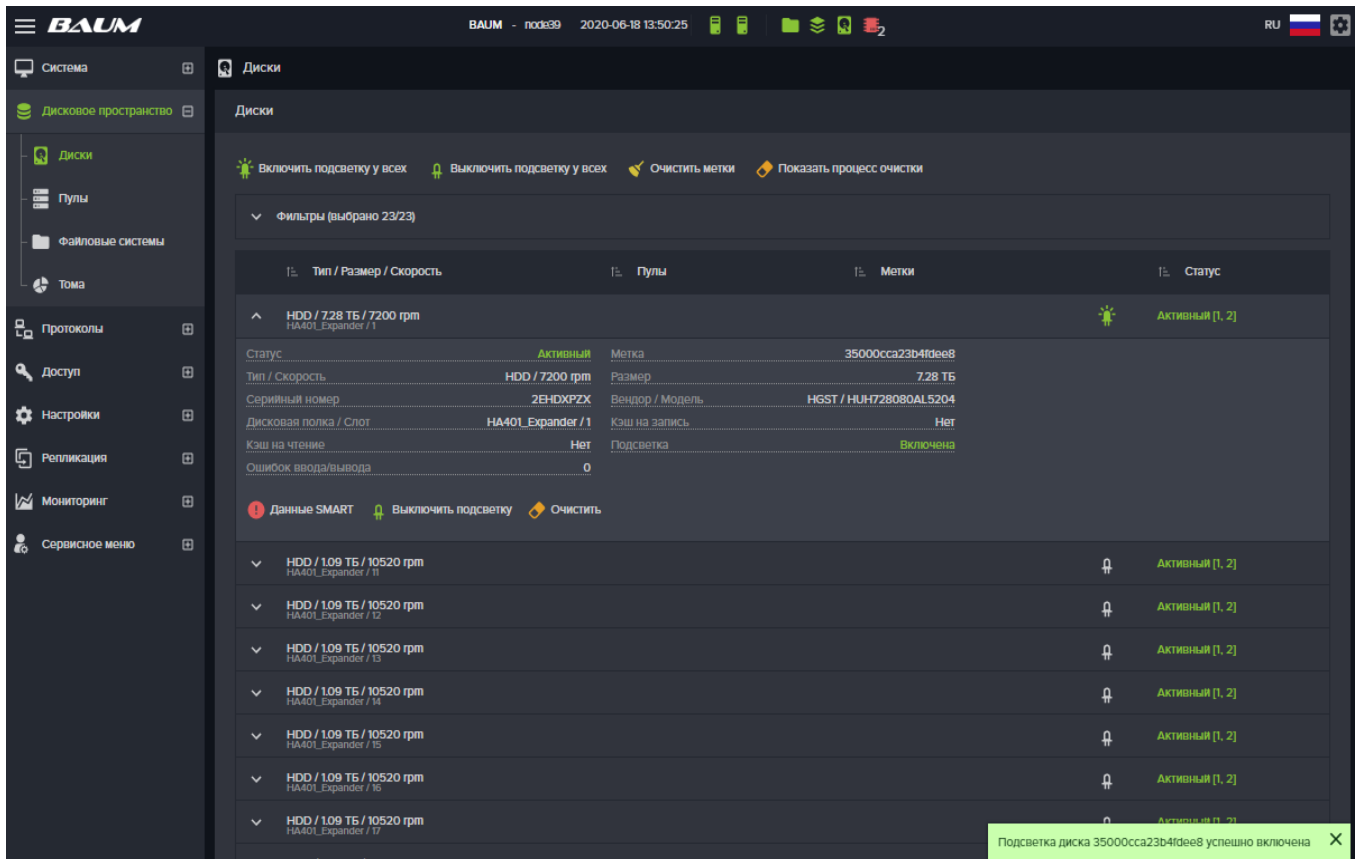 BAUM
BAUM - node39 2020-06-18 13:50:25
2
RU
Система
Дисковое пространство
Диски
Пулы
Файловые системы
Тома
Протоколы
Доступ
Настройки
Репликация
Мониторинг
Сервисное меню
Диски
Диски
Включить подсветку у всех Выключить подсветку у всех Очистить метки Показать процесс очистки
Фильтры (выбрано 23/23)
Тип / Размер / Скорость Пулы Метки Статус
HDD / 7.28 ТБ / 7200 rpm Активный [1, 2]
HA401_Expander / 1
Статус Активный Метка 35000cca23b4fdee8
Тип / Скорость HDD / 7200 rpm Размер 7.28 ТБ
Серийный номер 2EHDXPZX Вендор / Модель HGST / HUH728080AL5204
Дисковая полка / Слот HA401_Expander / 1 Кэш на запись Нет
Кэш на чтение Нет Подсветка Включена
Ошибок ввода/вывода 0
Данные SMART Выключить подсветку Очистить
HDD / 1.09 ТБ / 10520 rpm Активный [1, 2]
HA401_Expander / 11
HDD / 1.09 ТБ / 10520 rpm Активный [1, 2]
HA401_Expander / 12
HDD / 1.09 ТБ / 10520 rpm Активный [1, 2]
HA401_Expander / 13
HDD / 1.09 ТБ / 10520 rpm Активный [1, 2]
HA401_Expander / 14
HDD / 1.09 ТБ / 10520 rpm Активный [1, 2]
HA401_Expander / 15
HDD / 1.09 ТБ / 10520 rpm Активный [1, 2]
HA401_Expander / 16
HDD / 1.09 ТБ / 10520 rpm Активный [1, 2]
HA401_Expander / 17
Подсветка диска 35000cca23b4fdee8 успешно включена